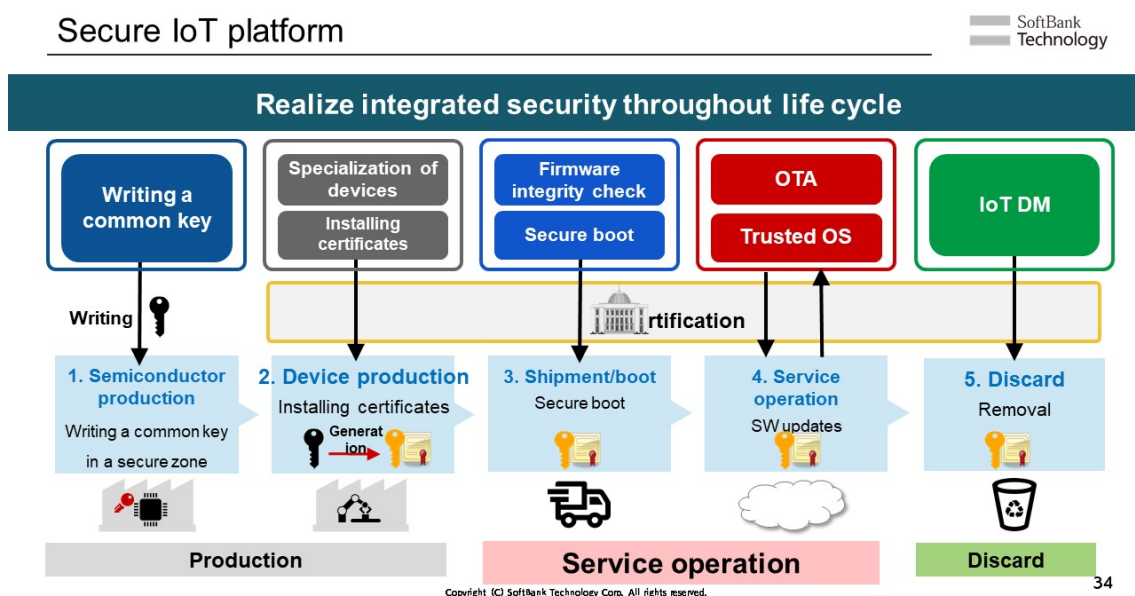 Secure IoT platform
SoftBank
Technology
Realize integrated security throughout life cycle
Writing a
common key
Specialization of
devices
Installing
certificates
Firmware
integrity check
Secure boot
OTA
Trusted OS
IoT DM
Writing
rtification
1. Semiconductor
production
Writing a common key
in a secure zone
2. Device production
Installing certificates
Generat
ion
3. Shipment/boot
Secure boot
4. Service
operation
SW updates
5. Discard
Removal
Production
Service operation
Discard
34
Copyright (C) SoftBank Technology Corp. All rights reserved.